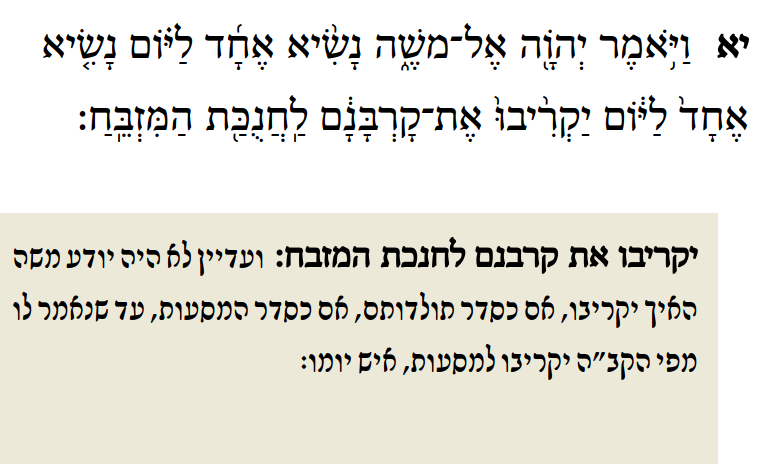 יא וַיֹּ֥אמֶר יְהוָ֖ה אֶל־מֹשֶׁ֑ה נָשִׂ֨יא אֶחָ֜ד לַיּ֗וֹם נָשִׂ֤יא
אֶחָד֙ לַיּ֔וֹם יַקְרִ֙יבוּ֙ אֶת־קָרְבָּנָ֔ם לַחֲנֻכַּ֖ת הַמִּזְבֵּֽחַ׃
יקריבו את קרבנם לחנכת המזבח: ועדיין לא היה יודע משה
האיך יקריבו, אם כסדר תולדותם, אם כסדר המסעות, עד שנאמר לו
מפי הקב״ה יקריבו למסעות, איש יומו: